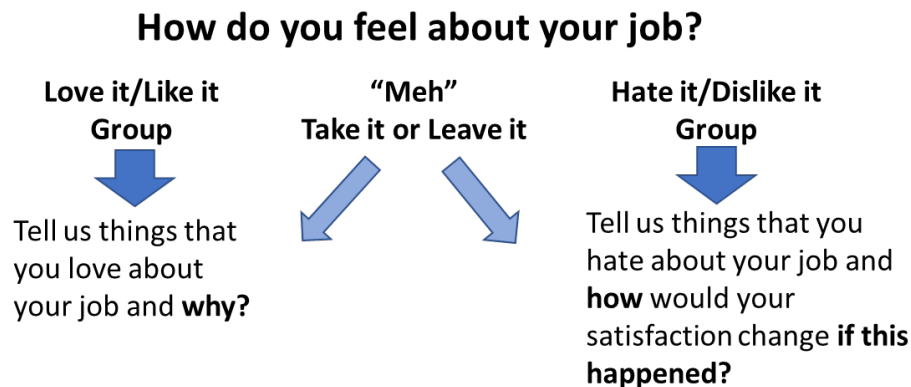 How do you feel about your job?
Love it/Like it
Group
“Meh”
Take it or Leave it
Hate it/Dislike it
Group
Tell us things that
you love about
your job and why?
Tell us things that you
hate about your job and
how would your
satisfaction change if this
happened?